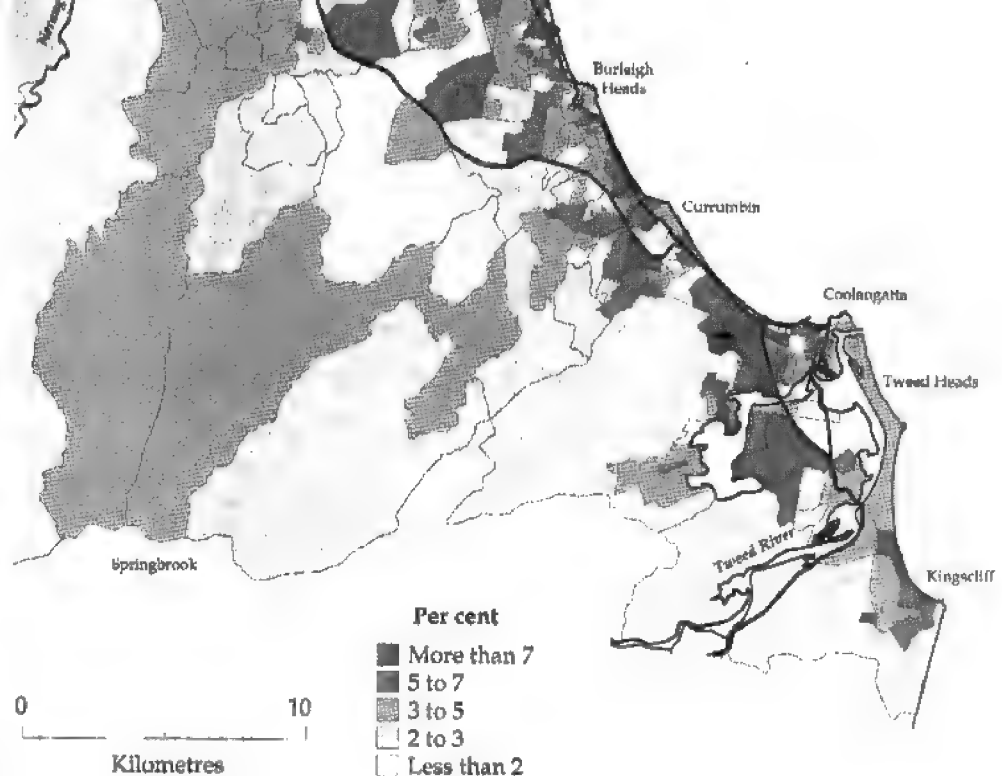 Nerang
Burleigh
Heads
Currumbin
Coolangatta
Tweed Heads
Tweed River
Springbrook
Kingscliff
Per cent
More than 7
5 to 7
3 to 5
2 to 3
Less than 2
0 10
Kilometres